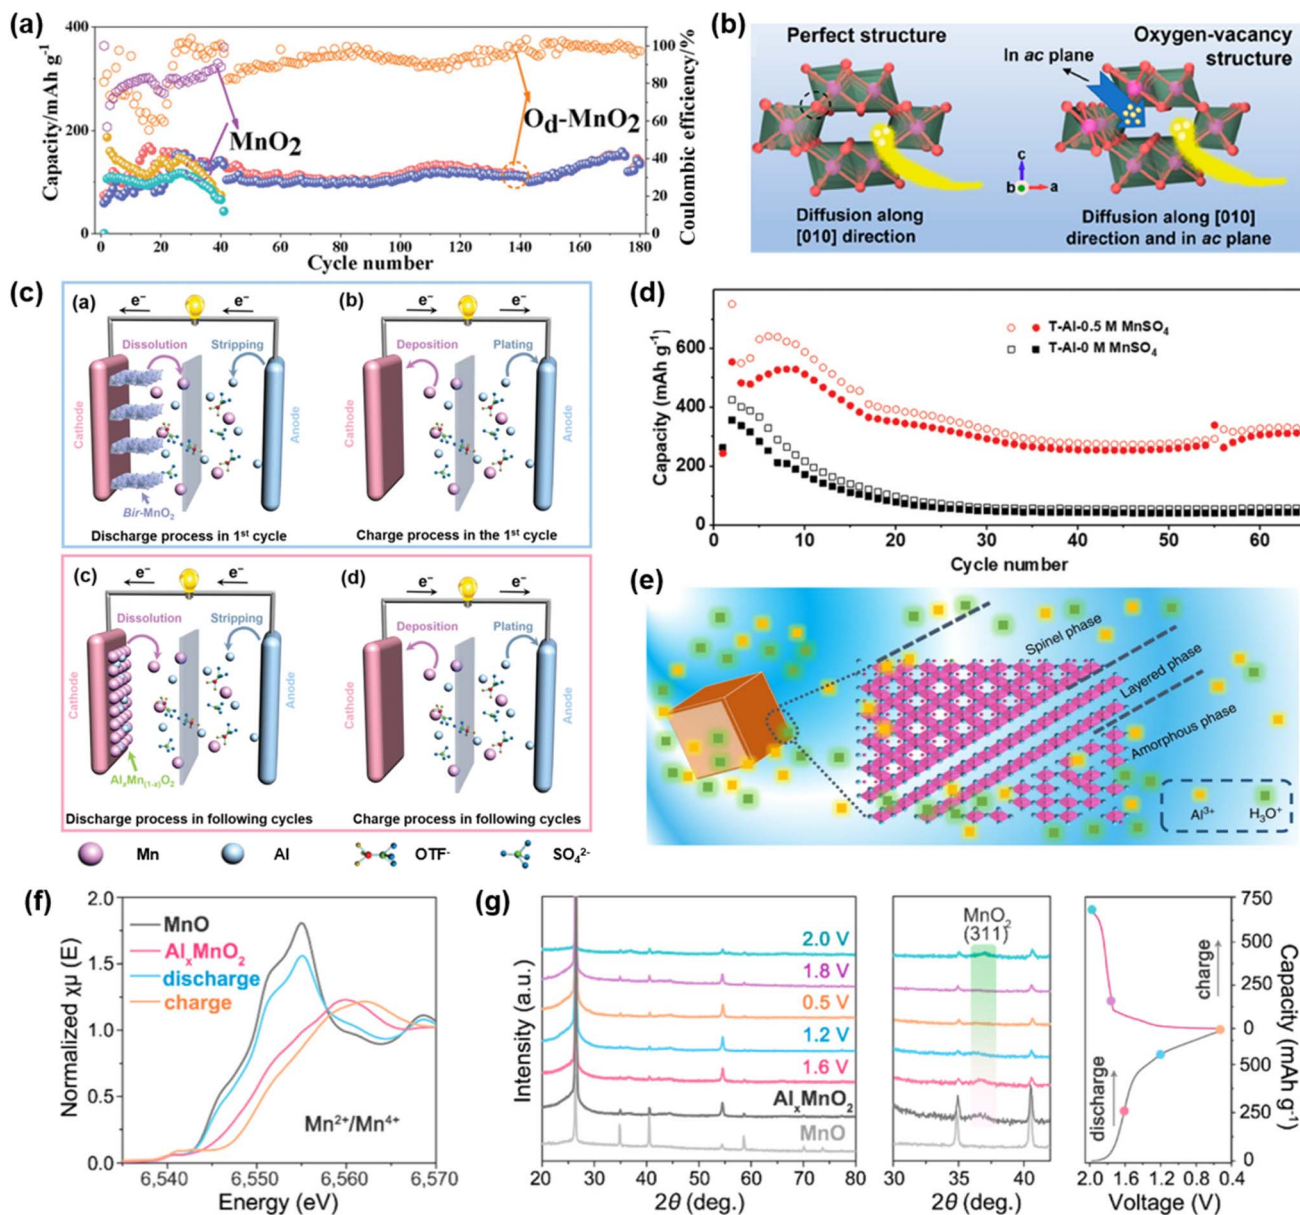 (a)
400
300
200
100
0
Capacity/mAh g⁻¹
MnO₂
O_d-MnO₂
100
80
60
40
20
0
Coulombic efficiency/%
0 20 40 60 80 100 120 140 160 180
Cycle number
(b)
Perfect structure
Oxygen-vacancy
structure
In ac plane
c
b
a
Diffusion along
[010] direction
Diffusion along [010]
direction and in ac plane
(c)
(a)
e⁻
e⁻
Dissolution
Stripping
Cathode
Anode
Bir-MnO₂
Discharge process in 1ˢᵗ cycle
(b)
e⁻
e⁻
Deposition
Plating
Cathode
Anode
Charge process in the 1ˢᵗ cycle
(c)
e⁻
e⁻
Dissolution
Stripping
Cathode
Anode
AlₓMn₍₁₋ₓ₎O₂
Discharge process in following cycles
(d)
e⁻
e⁻
Deposition
Plating
Cathode
Anode
Charge process in following cycles
Mn
Al
OTF⁻
SO₄²⁻
(d)
Capacity (mAh g⁻¹)
600
400
200
0
T-Al-0.5 M MnSO₄
T-Al-0 M MnSO₄
0 10 20 30 40 50 60
Cycle number
(e)
Spinel phase
Layered phase
Amorphous phase
Al³⁺
H₃O⁺
(f)
Normalized χμ (E)
2.0
1.5
1.0
0.5
0.0
MnO
AlₓMnO₂
discharge
charge
Mn²⁺/Mn⁴⁺
6,540 6,550 6,560 6,570
Energy (eV)
(g)
Intensity (a.u.)
2.0 V
1.8 V
0.5 V
1.2 V
1.6 V
AlₓMnO₂
MnO
20 30 40 50 60 70 80
2θ (deg.)
MnO₂
(311)
30 35 40
2θ (deg.)
charge
discharge
750
500
250
0
500
250
0
Capacity (mAh g⁻¹)
2.0 1.6 1.2 0.8 0.4
Voltage (V)